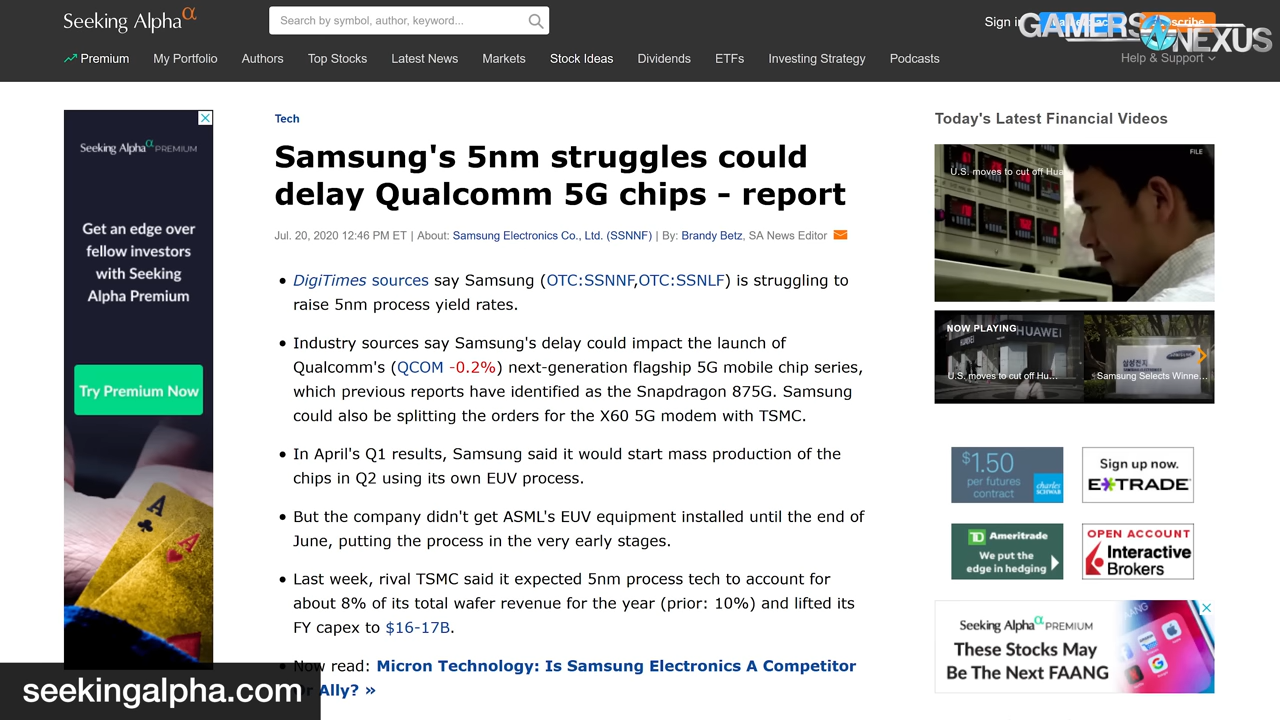 Seeking Alphaα
Search by symbol, author, keyword...
Sign in
GAMERS NEXUS
Premium
My Portfolio
Authors
Top Stocks
Latest News
Markets
Stock Ideas
Dividends
ETFs
Investing Strategy
Podcasts
Help & Support
Seeking Alphaα PREMIUM
Get an edge over
fellow investors
with Seeking
Alpha Premium
Try Premium Now
A
A
Tech
Samsung's 5nm struggles could
delay Qualcomm 5G chips - report
Jul. 20, 2020 12:46 PM ET | About: Samsung Electronics Co., Ltd. (SSNNF) | By: Brandy Betz, SA News Editor
• DigiTimes sources say Samsung (OTC:SSNNF,OTC:SSNLF) is struggling to
raise 5nm process yield rates.
• Industry sources say Samsung's delay could impact the launch of
Qualcomm's (QCOM -0.2%) next-generation flagship 5G mobile chip series,
which previous reports have identified as the Snapdragon 875G. Samsung
could also be splitting the orders for the X60 5G modem with TSMC.
• In April's Q1 results, Samsung said it would start mass production of the
chips in Q2 using its own EUV process.
• But the company didn't get ASML's EUV equipment installed until the end of
June, putting the process in the very early stages.
• Last week, rival TSMC said it expected 5nm process tech to account for
about 8% of its total wafer revenue for the year (prior: 10%) and lifted its
FY capex to $16-17B.
• Now read: Micron Technology: Is Samsung Electronics A Competitor
Or Ally? »
Today's Latest Financial Videos
FILE
U.S. moves to cut off Hua
NOW PLAYING
HUAWEI
U.S. moves to cut off Hu...
삼성전자
Samsung Selects Winne...
$1.50
per futures
contract
charles
SCHWAB
Sign up now.
E*TRADE
TD Ameritrade
We put the
edge in hedging
OPEN ACCOUNT
Interactive
Brokers
Seeking Alphaα PREMIUM
These Stocks May
Be The Next FAANG
seekingalpha.com